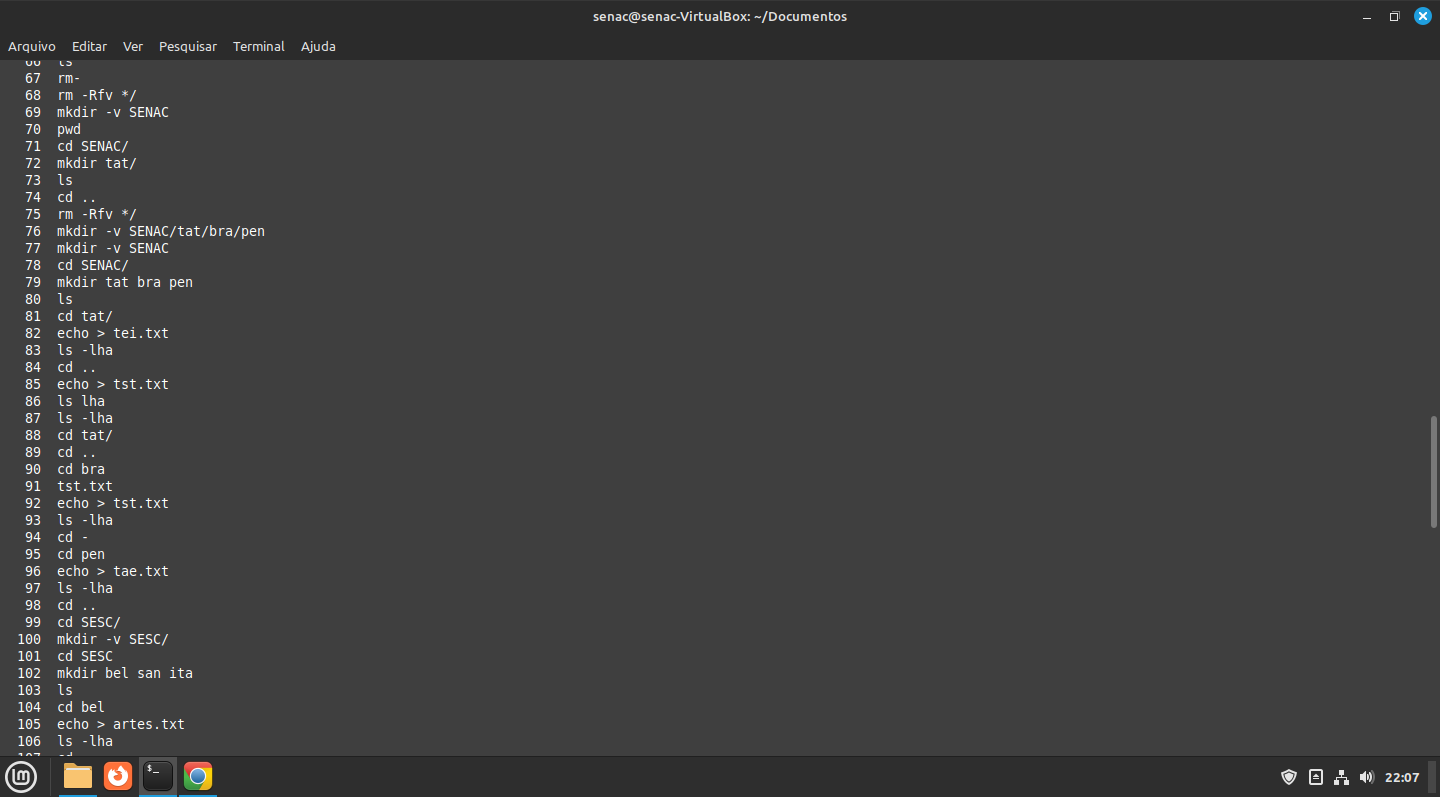 senac@senac-VirtualBox: ~/Documentos
Arquivo Editar Ver Pesquisar Terminal Ajuda
66 ls
67 rm-
68 rm -Rfv */
69 mkdir -v SENAC
70 pwd
71 cd SENAC/
72 mkdir tat/
73 ls
74 cd ..
75 rm -Rfv */
76 mkdir -v SENAC/tat/bra/pen
77 mkdir -v SENAC
78 cd SENAC/
79 mkdir tat bra pen
80 ls
81 cd tat/
82 echo > tei.txt
83 ls -lha
84 cd ..
85 echo > tst.txt
86 ls lha
87 ls -lha
88 cd tat/
89 cd ..
90 cd bra
91 tst.txt
92 echo > tst.txt
93 ls -lha
94 cd -
95 cd pen
96 echo > tae.txt
97 ls -lha
98 cd ..
99 cd SESC/
100 mkdir -v SESC/
101 cd SESC
102 mkdir bel san ita
103 ls
104 cd bel
105 echo > artes.txt
106 ls -lha
107 cd
$_
22:07